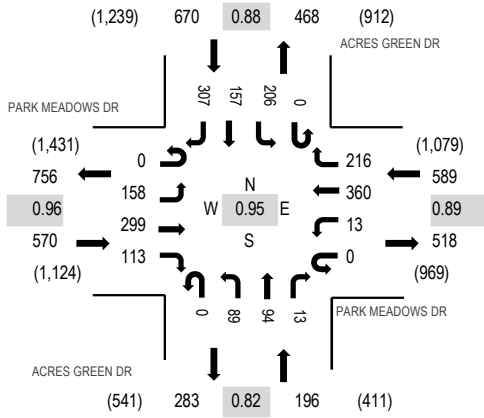 (1,239) 670 0.88 468 (912)
ACRES GREEN DR
307 157 206 0
PARK MEADOWS DR
(1,431) 0 216 (1,079)
756 158 360 589
0.96 299 N W 0.95 E S 13 0.89
570 113 0 518
(1,124) (969)
0 89 94 13
PARK MEADOWS DR
ACRES GREEN DR
(541) 283 0.82 196 (411)